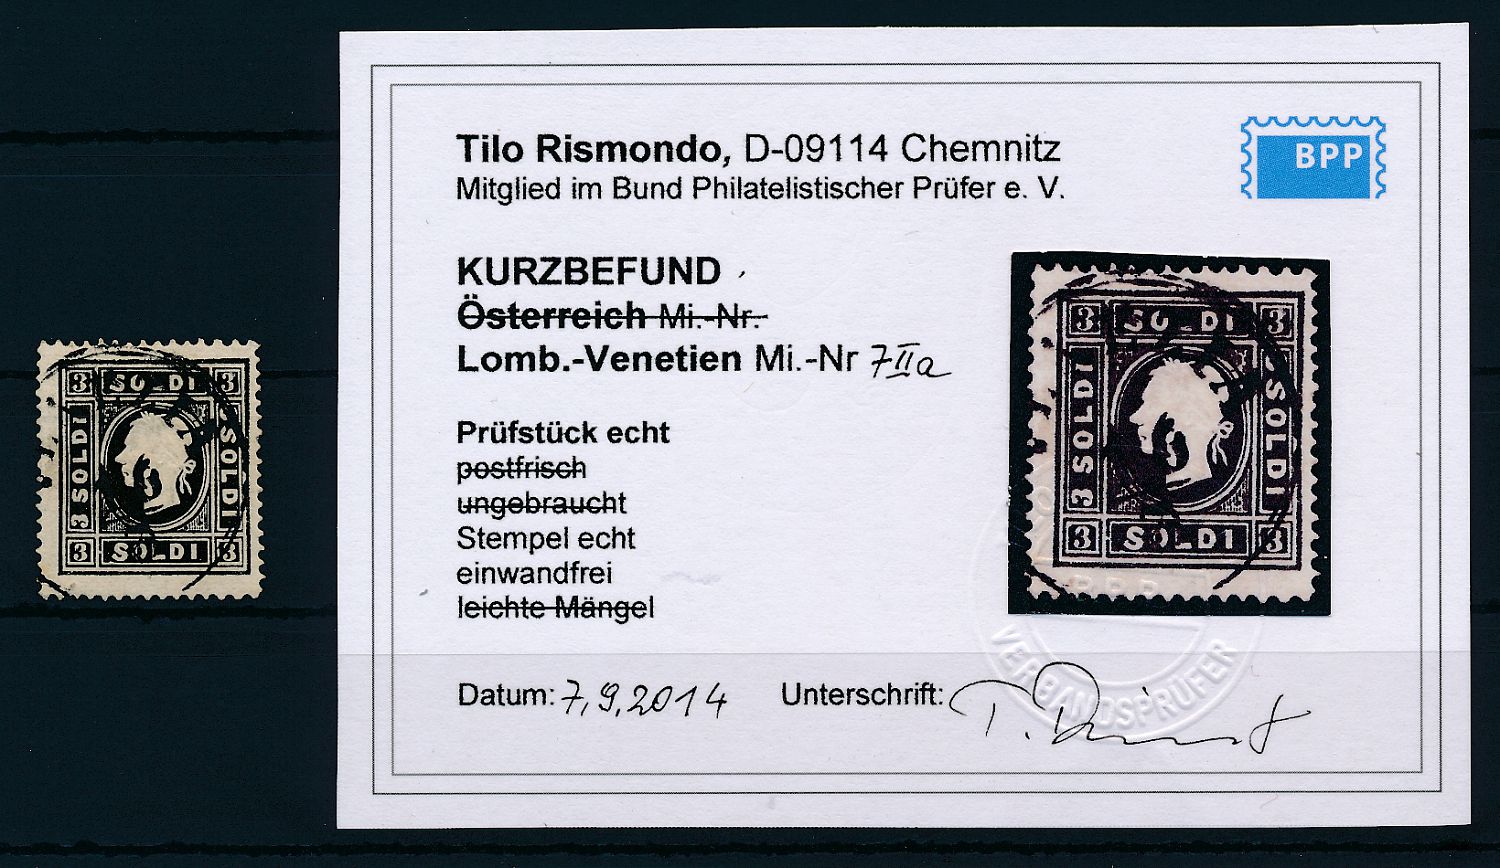 3 SOLDI 3
3 SOLDI
SOLDI
3 SOLDI 3
Tilo Rismondo, D-09114 Chemnitz
Mitglied im Bund Philatelistischer Prüfer e. V.
BPP
KURZBEFUND
Österreich Mi.-Nr.
Lomb.-Venetien Mi.-Nr 7IIa
Prüfstück echt
postfrisch
ungebraucht
Stempel echt
einwandfrei
leichte Mängel
3 SOLDI 3
3 SOLDI
SOLDI
3 SOLDI 3
BPP
VERBANDSPRÜFER
Datum: 7.9.2014 Unterschrift: